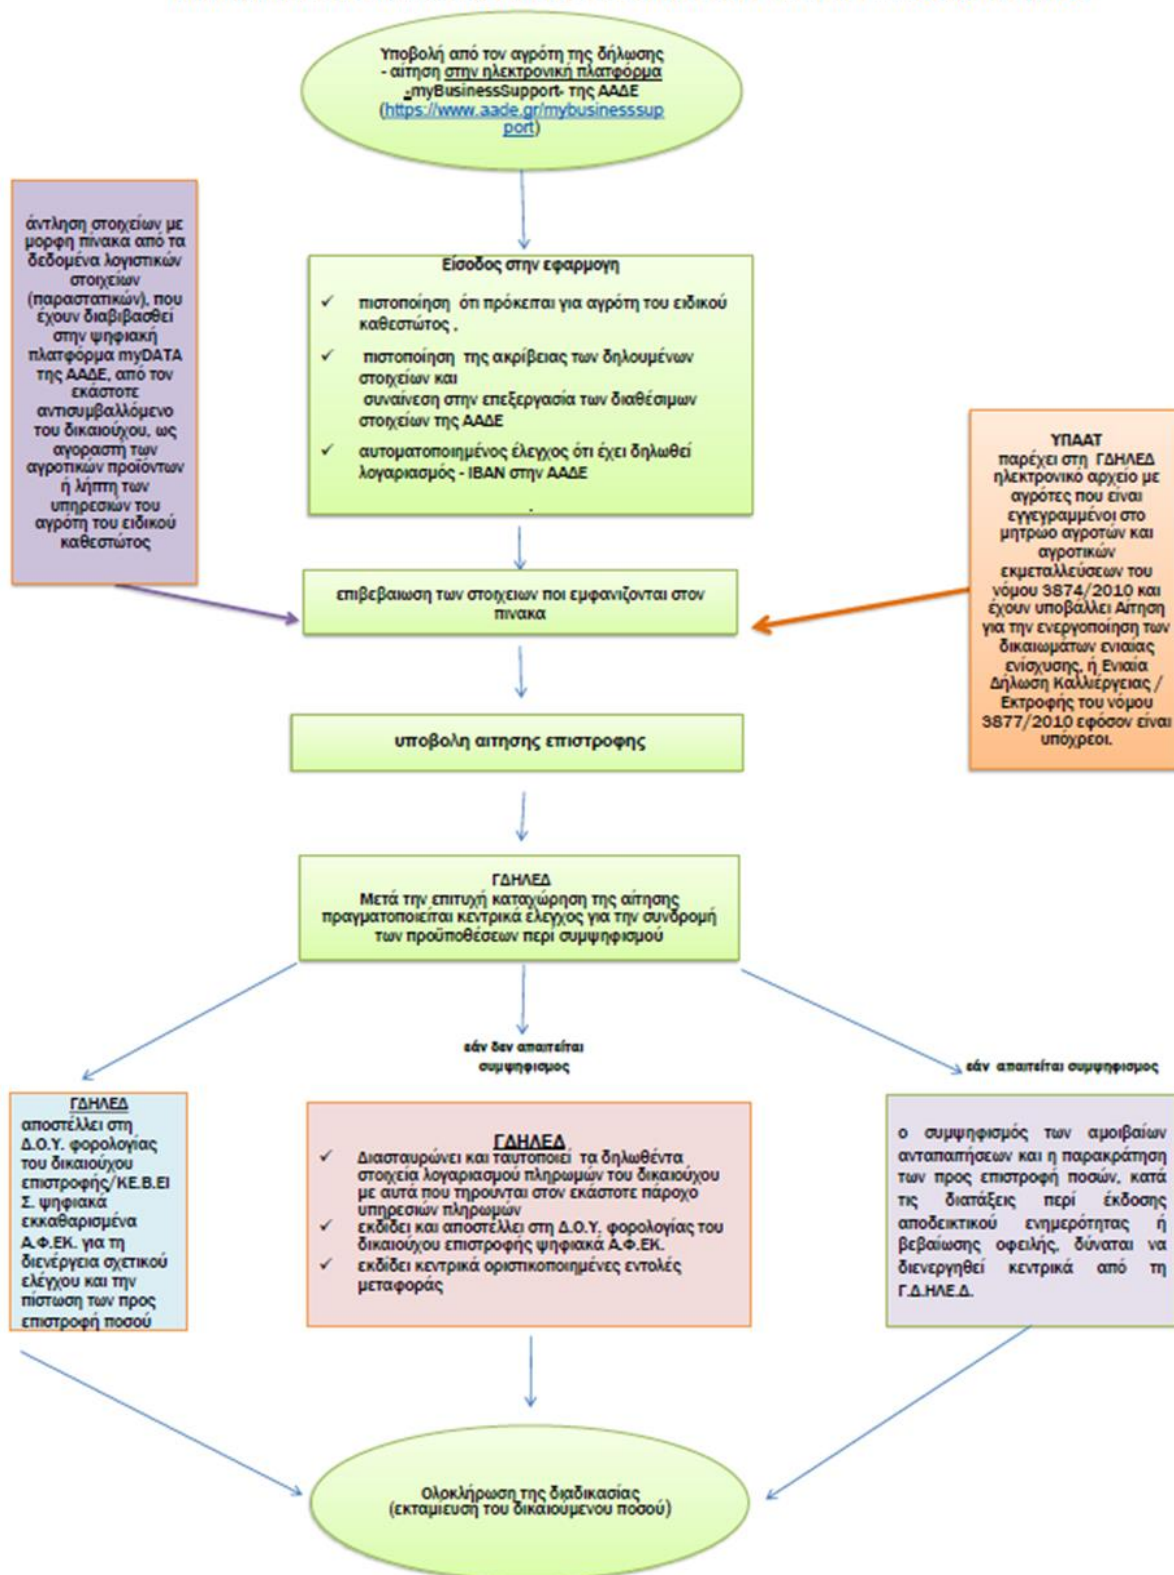 Υποβολή από τον αγρότη της δήλωσης
- αίτηση στην ηλεκτρονική πλατφόρμα
-myBusinessSupport- της ΑΑΔΕ
(https://www.aade.gr/mybusinesssup
port)
άντληση στοιχείων με
μορφη πίνακα από τα
δεδομένα λογιστικών
στοιχείων
(παραστατικών), που
έχουν διαβιβασθεί
στην ψηφιακή
πλατφόρμα myDATA
της ΑΑΔΕ, από τον
εκάστοτε
αντισυμβαλλόμενο
του δικαιούχου, ως
αγοραστή των
αγροτικών προϊόντων
ή λήπτη των
υπηρεσιών του
αγρότη του ειδικού
καθεστώτος
Είσοδος στην εφαρμογη
✓ πιστοποίηση ότι πρόκειται για αγρότη του ειδικού
καθεστώτος .
✓ πιστοποίηση της ακρίβειας των δηλουμένων
στοιχείων και
συναίνεση στην επεξεργασία των διαθέσιμων
στοιχείων της ΑΑΔΕ
✓ αυτοματοποιημένος έλεγχος ότι έχει δηλωθεί
λογαριασμός - IBAN στην ΑΑΔΕ
.
ΥΠΑΑΤ
παρέχει στη ΓΔΗΛΕΔ
ηλεκτρονικό αρχείο με
αγρότες που είναι
εγγεγραμμένοι στο
μητρώο αγροτών και
αγροτικών
εκμεταλλεύσεων του
νόμου 3874/2010 και
έχουν υποβάλλει Αίτηση
για την ενεργοποίηση των
δικαιωμάτων ενιαίας
ενίσχυσης, ή Ενιαία
Δήλωση Καλλιέργειας /
Εκτροφής του νόμου
3877/2010 εφόσον είναι
υπόχρεοι.
επιβεβαιωση των στοιχειων ποι εμφανιζονται στον
πινακα
υποβολη αιτησης επιστροφης
ΓΔΗΛΕΔ
Μετά την επιτυχή καταχώρηση της αίτησης
πραγματοποιείται κεντρικά έλεγχος για την συνδρομή
των προϋποθέσεων περί συμψηφισμού
εάν δεν απαιτείται
συμψηφισμος
εάν απαιτείται συμψηφισμος
ΓΔΗΛΕΔ
αποστέλλει στη
Δ.Ο.Υ. φορολογίας
του δικαιούχου
επιστροφής/ΚΕ.Β.ΕΙ
Σ. ψηφιακά
εκκαθαρισμένα
Α.Φ.ΕΚ. για τη
διενέργεια σχετικού
ελέγχου και την
πίστωση των προς
επιστροφή ποσού
ΓΔΗΛΕΔ
✓ Διασταυρώνει και ταυτοποιεί τα δηλωθέντα
στοιχεία λογαριασμού πληρωμών του δικαιούχου
με αυτά που τηρούνται στον εκάστοτε πάροχο
υπηρεσιών πληρωμών
✓ εκδίδει και αποστέλλει στη Δ.Ο.Υ. φορολογίας του
δικαιούχου επιστροφής ψηφιακά Α.Φ.ΕΚ.
✓ εκδίδει κεντρικά οριστικοποιημένες εντολές
μεταφοράς
ο συμψηφισμός των αμοιβαίων
ανταπαιτήσεων και η παρακράτηση
των προς επιστροφή ποσών, κατά
τις διατάξεις περί έκδοσης
αποδεικτικού ενημερότητας ή
βεβαίωσης οφειλής, δύναται να
διενεργηθεί κεντρικά από τη
Γ.Δ.ΗΛΕ.Δ.
Ολοκλήρωση της διαδικασίας
(εκταμίευση του δικαιούμενου ποσού)